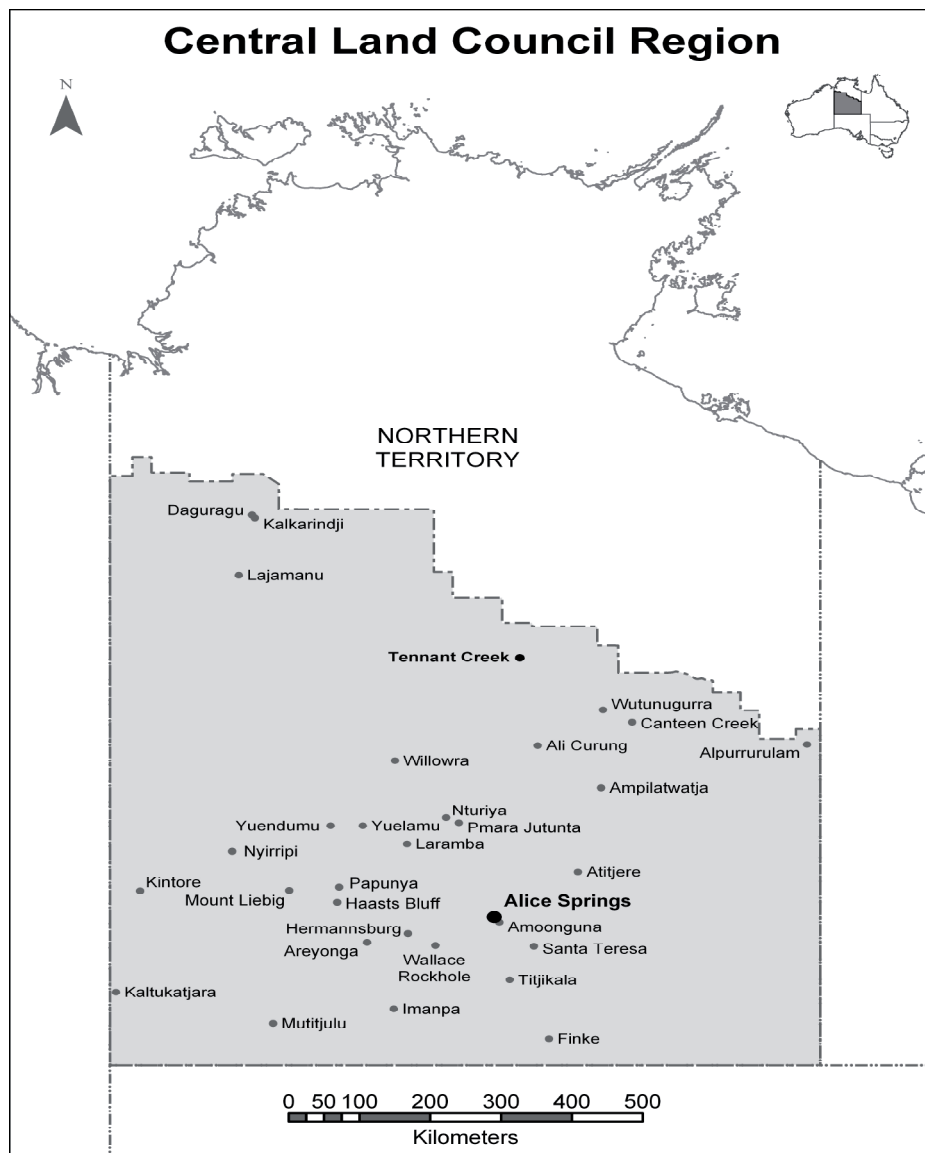 Central Land Council Region
N
NORTHERN
TERRITORY
Daguragu
Kalkarindji
Lajamanu
Tennant Creek
Wutunugurra
Canteen Creek
Ali Curung
Alpurrurulam
Willowra
Ampilatwatja
Nturiya
Yuendumu
Yuelamu
Pmara Jutunta
Laramba
Nyirripi
Atitjere
Kintore
Papunya
Mount Liebig
Haasts Bluff
Alice Springs
Amoonguna
Hermannsburg
Areyonga
Santa Teresa
Wallace
Rockhole
Titjikala
Kaltukatjara
Imanpa
Mutitjulu
Finke
0 50 100 200 300 400 500
Kilometers